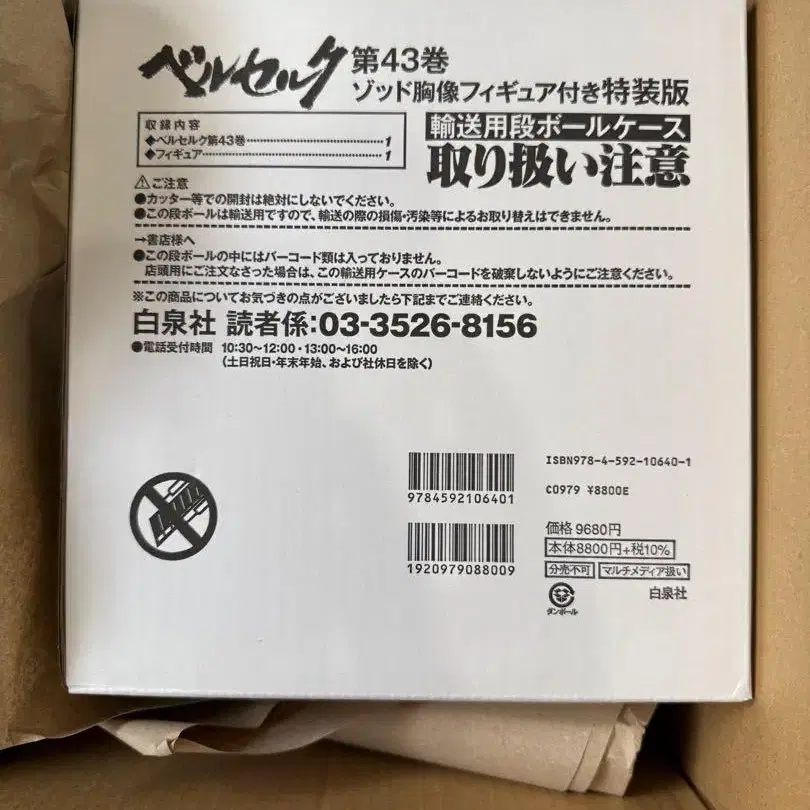 ベルセルク 第43巻
ゾッド胸像フィギュア付き特装版
輸送用段ボールケース
取り扱い注意
収録内容
◆ベルセルク第43巻……………………1
◆フィギュア……………………………1
⚠ご注意
●カッター等での開封は絶対にしないでください。
●この段ボールは輸送用ですので、輸送の際の損傷・汚染等によるお取り替えはできません。
→書店様へ
●この段ボールの中にはバーコード類は入っておりません。
店頭用にご注文なさった場合は、この輸送用ケースのバーコードを破棄しないようにご注意ください。
※この商品についてお気づきの点がございましたら下記までご連絡ください。
白泉社 読者係:03-3526-8156
●電話受付時間 10:30~12:00・13:00~16:00
(土日祝日・年末年始、および社休日を除く)
9784592106401
ISBN978-4-592-10640-1
C0979 ¥8800E
1920979088009
価格 9680円
本体8800円+税10%
分売不可 マルチメディア扱い
ダンボール
白泉社